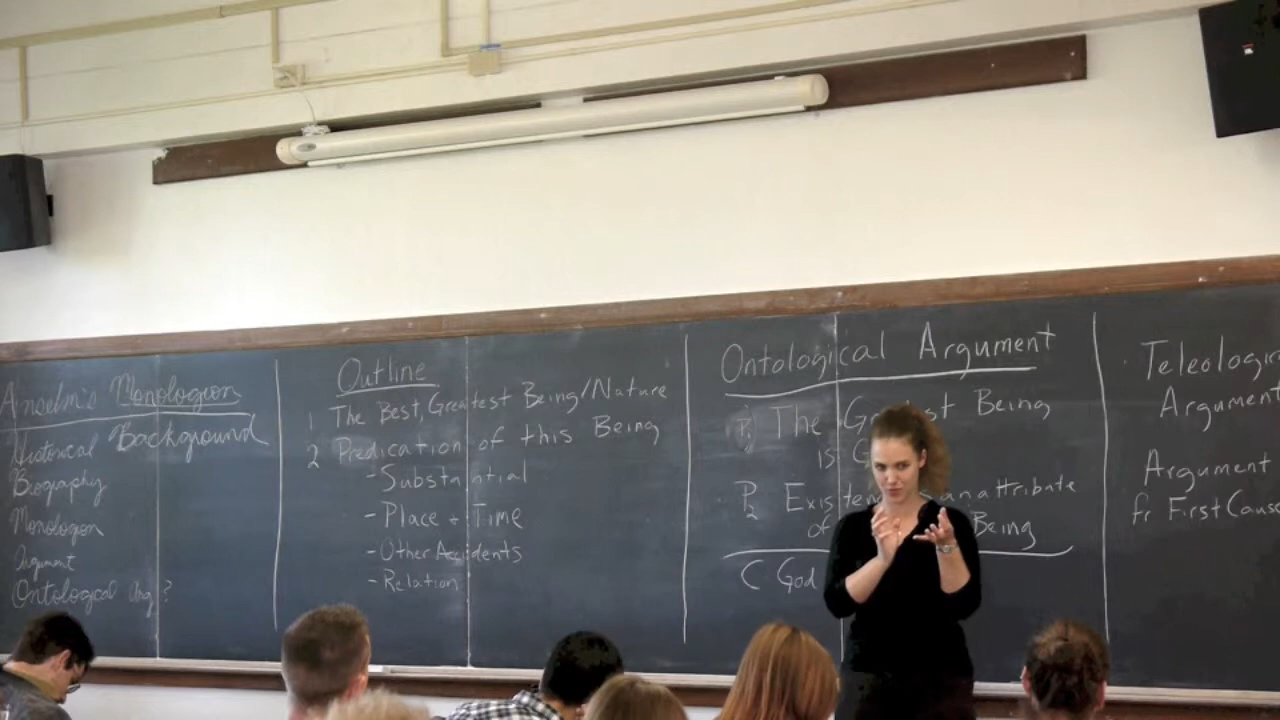 Anselm's Monologion
Historical Background
Biography
Monologion
Argument
Ontological Arg ?
Outline
1 The Best, Greatest Being/Nature
2 Predication of this Being
- Substantial
- Place + Time
- Other Accidents
- Relation
Ontological Argument
P1 The Greatest Being
is G
P2 Existen an attribute
of Being
C God
Teleologic
Argument
Argument
fr First Cause